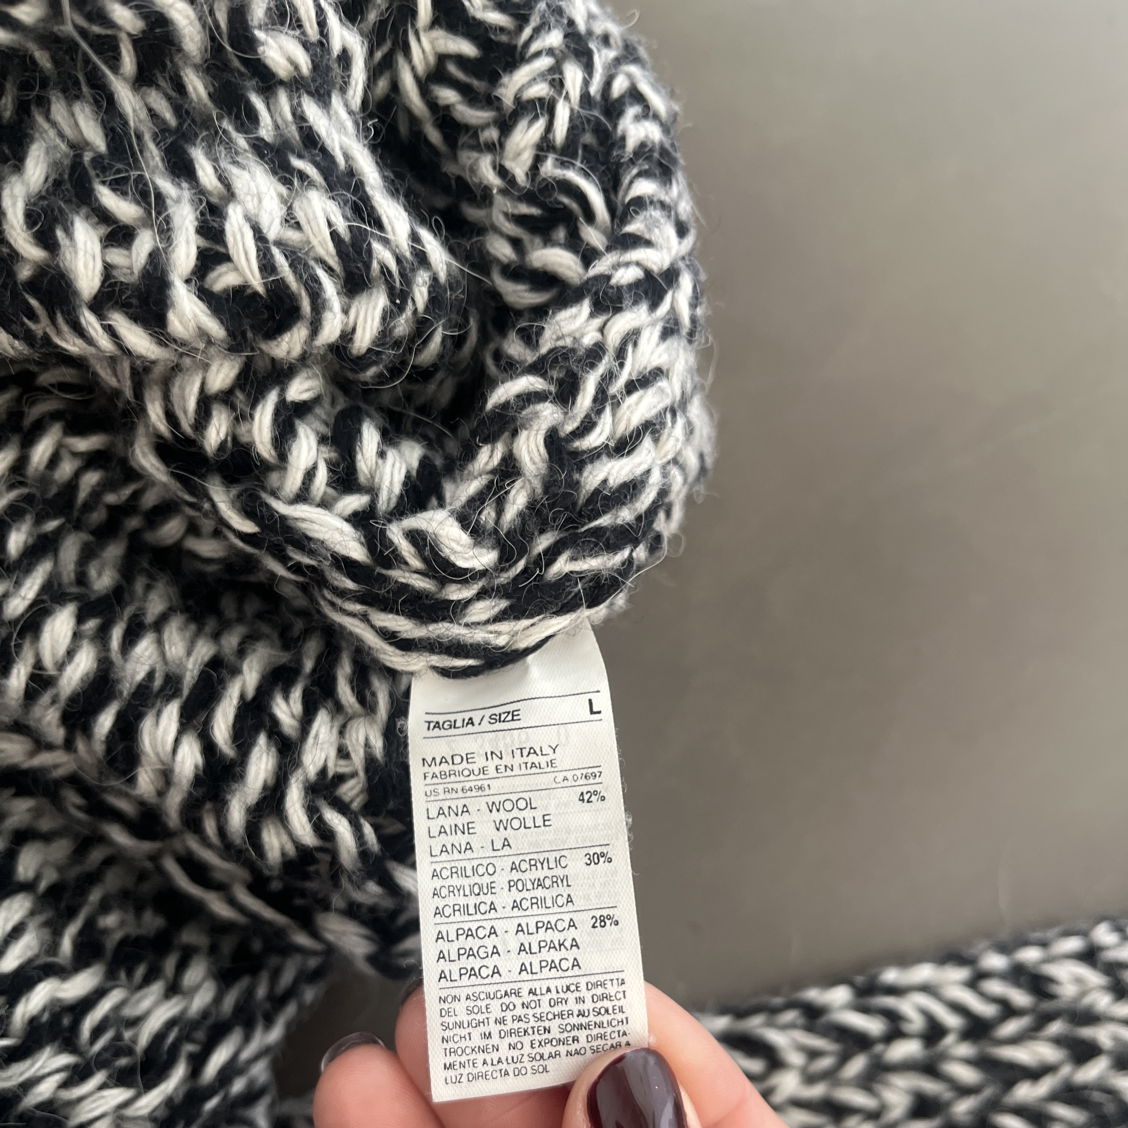 TAGLIA / SIZE L
MADE IN ITALY
FABRIQUE EN ITALIE
US RN 64961 CA 07697
LANA - WOOL 42%
LAINE WOLLE
LANA - LA
ACRILICO - ACRYLIC 30%
ACRYLIQUE - POLYACRYL
ACRILICA - ACRILICA
ALPACA - ALPACA 28%
ALPAGA - ALPAKA
ALPACA - ALPACA
NON ASCIUGARE ALLA LUCE DIRETTA
DEL SOLE DO NOT DRY IN DIRECT
SUNLIGHT NE PAS SECHER AU SOLEIL
NICHT IM DIREKTEN SONNENLICHT
TROCKNEN NO EXPONER DIRECTA-
MENTE A LA LUZ SOLAR NAO SECAR A
LUZ DIRECTA DO SOL